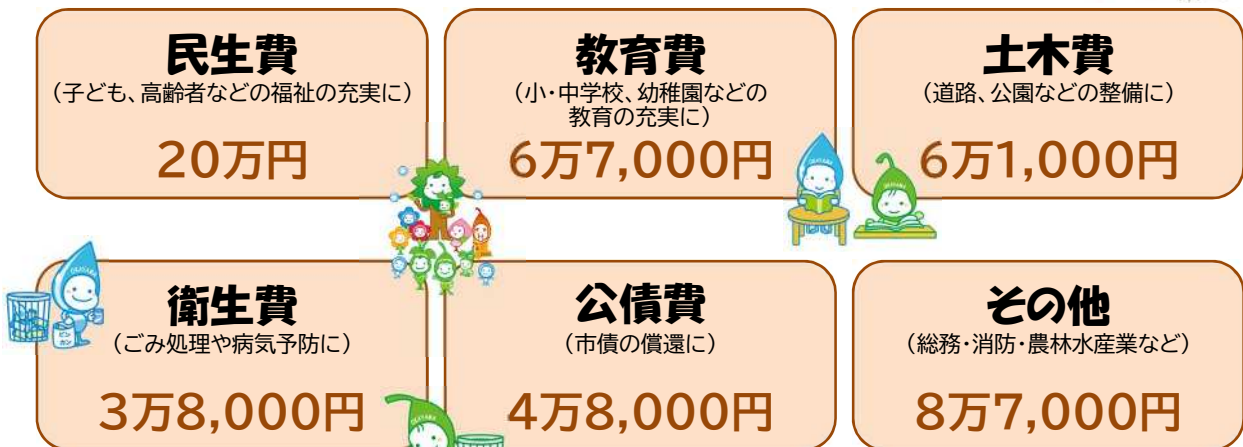 民生費
(子ども、高齢者などの福祉の充実に)
20万円
教育費
(小・中学校、幼稚園などの
教育の充実に)
6万7,000円
土木費
(道路、公園などの整備に)
6万1,000円
衛生費
(ごみ処理や病気予防に)
3万8,000円
公債費
(市債の償還に)
4万8,000円
その他
(総務・消防・農林水産業など)
8万7,000円